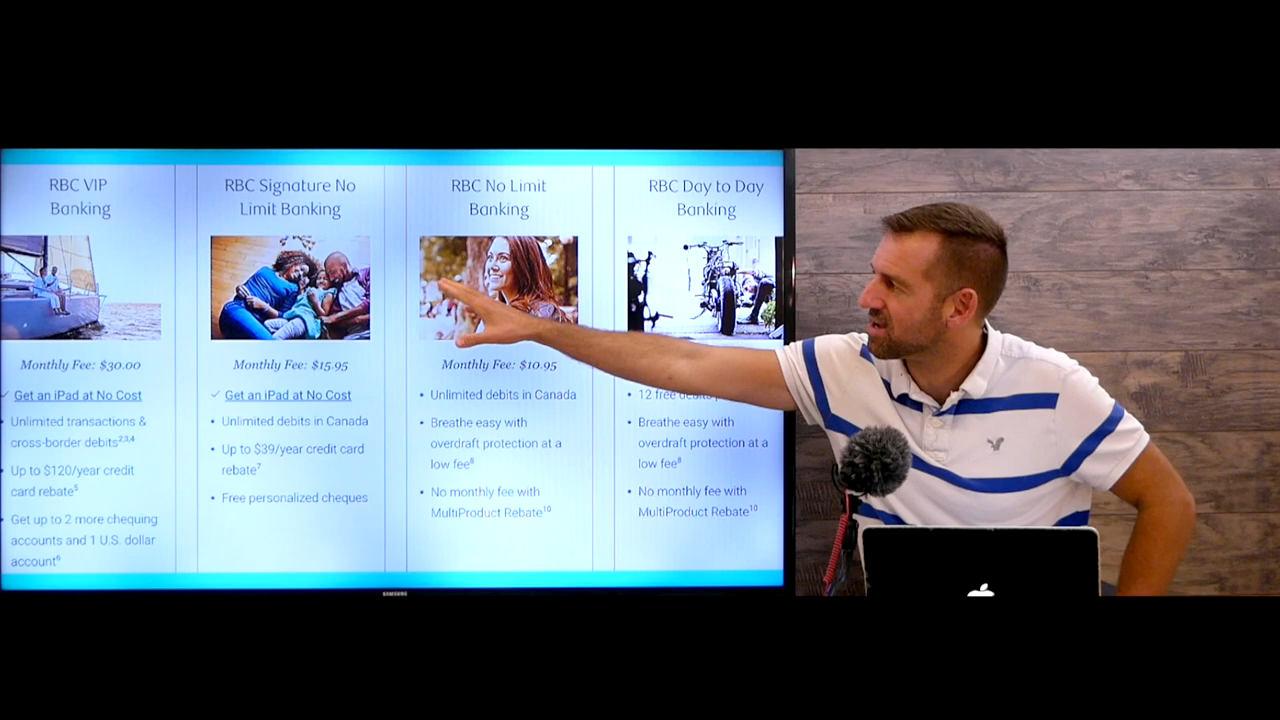 RBC VIP
Banking
Monthly Fee: $30.00
✓ Get an iPad at No Cost
• Unlimited transactions &
cross-border debits2,3,4
• Up to $120/year credit
card rebate5
• Get up to 2 more chequing
accounts and 1 U.S. dollar
account6
RBC Signature No
Limit Banking
Monthly Fee: $15.95
✓ Get an iPad at No Cost
• Unlimited debits in Canada
• Up to $39/year credit card
rebate7
• Free personalized cheques
RBC No Limit
Banking
Monthly Fee: $10.95
• Unlimited debits in Canada
• Breathe easy with
overdraft protection at a
low fee8
• No monthly fee with
MultiProduct Rebate10
RBC Day to Day
Banking
• 12 free debits
• Breathe easy with
overdraft protection at a
low fee8
• No monthly fee with
MultiProduct Rebate10
SAMSUNG